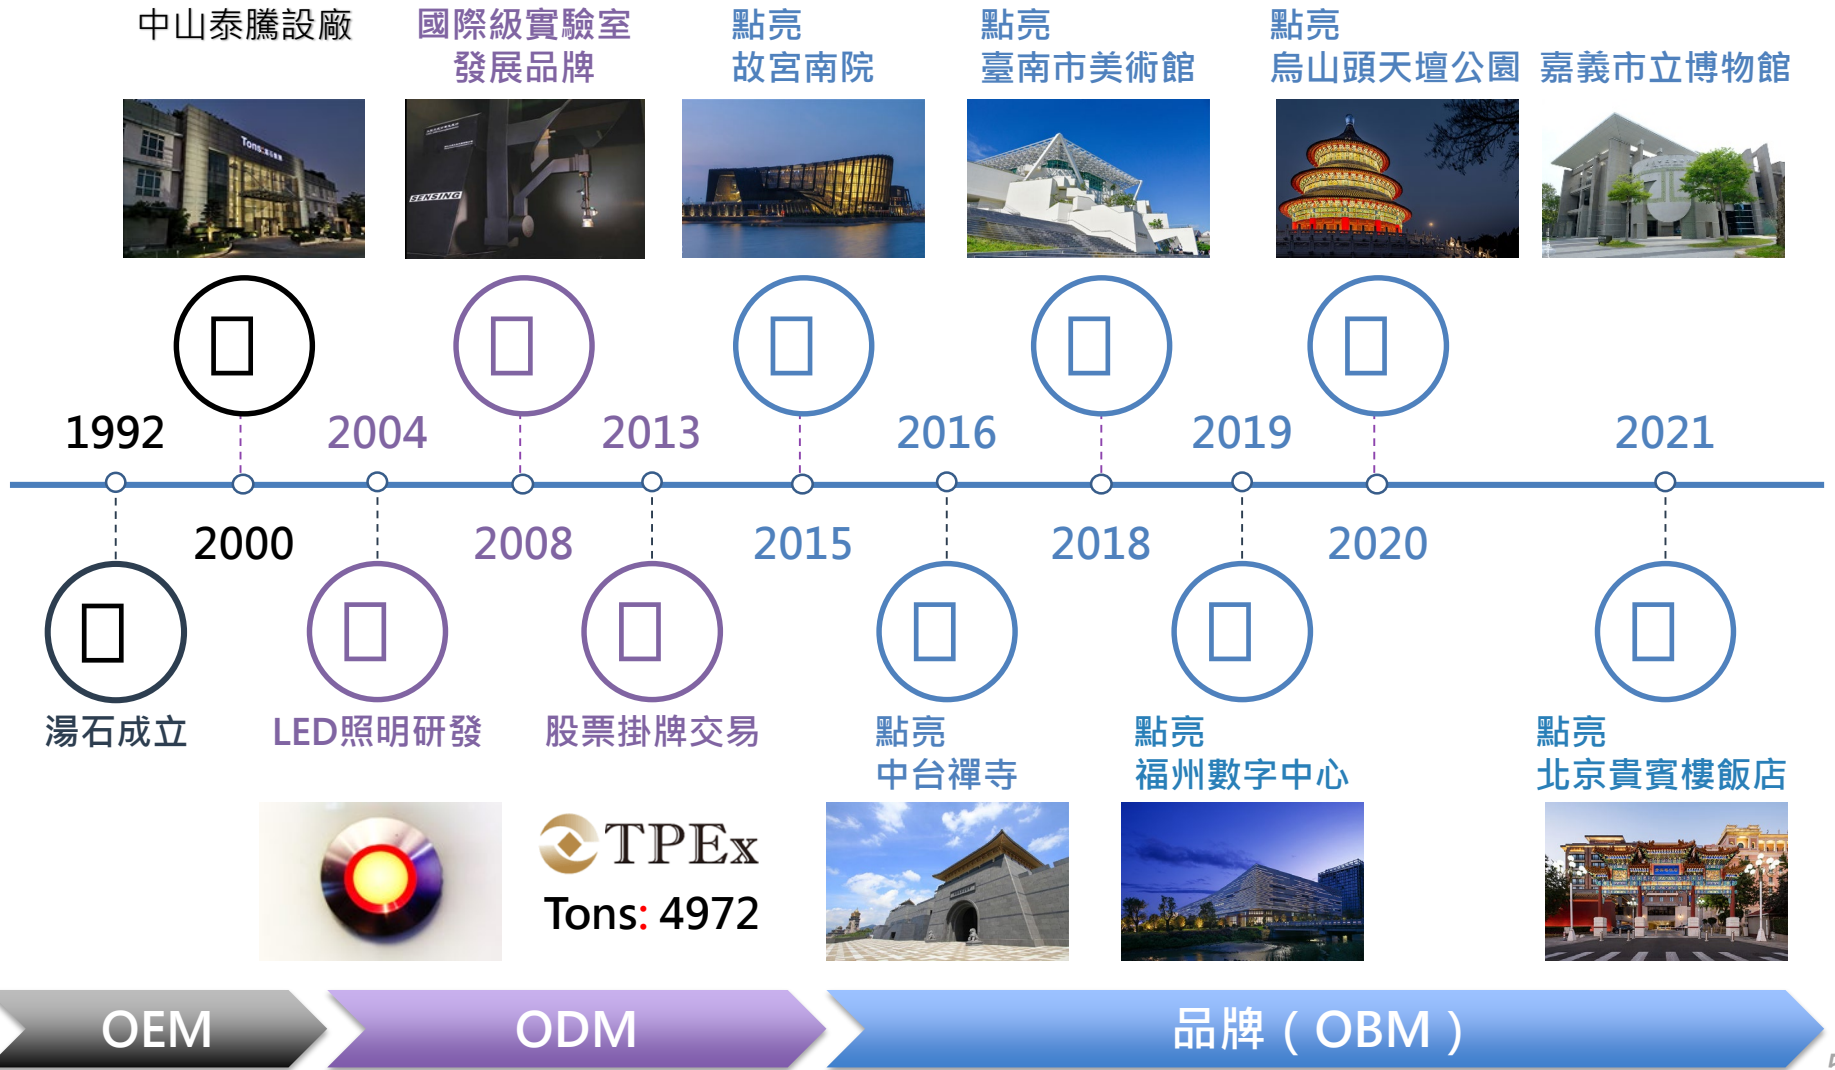 中山泰騰設廠
國際級實驗室
發展品牌
點亮
故宮南院
點亮
臺南市美術館
點亮
烏山頭天壇公園
嘉義市立博物館
Tons
SENSING
1992
2004
2013
2016
2019
2021
2000
2008
2015
2018
2020
湯石成立
LED照明研發
股票掛牌交易
點亮
中台禪寺
點亮
福州數字中心
點亮
北京貴賓樓飯店
TPEx
Tons: 4972
OEM
ODM
品牌（OBM）